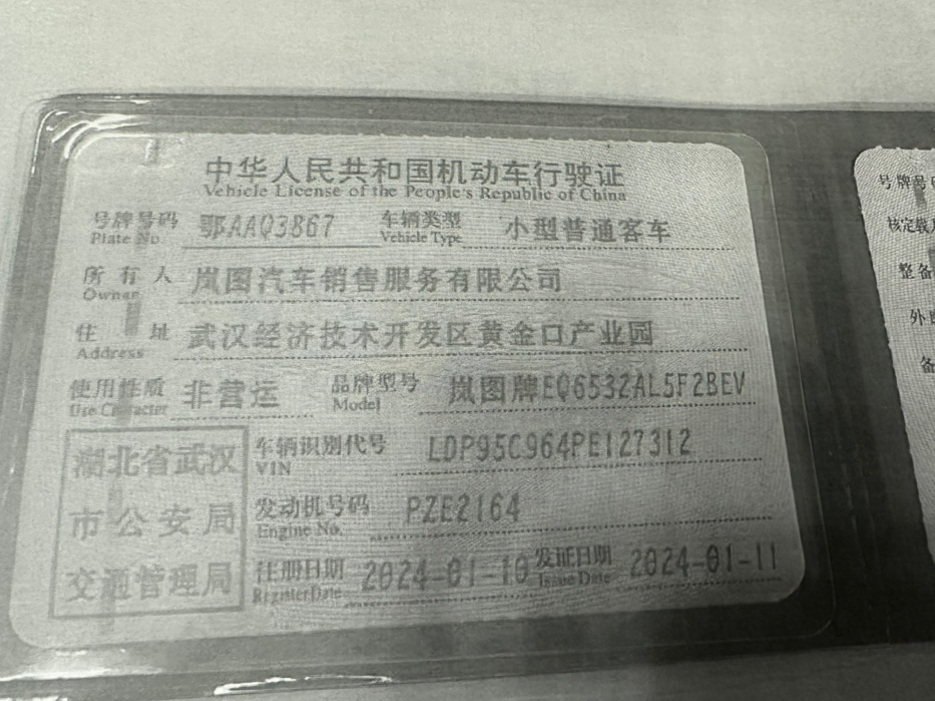 中华人民共和国机动车行驶证
Vehicle License of the People's Republic of China
号牌号码 鄂AAQ3867 车辆类型 小型普通客车
Plate No. Vehicle Type
所有人 岚图汽车销售服务有限公司
Owner
住址 武汉经济技术开发区黄金口产业园
Address
使用性质 非营运 品牌型号 岚图牌EQ6532AL5F2BEV
Use Character Model
湖北省武汉
市公安局
交通管理局
车辆识别代号 LDP95C964PE127312
VIN
发动机号码 PZE2164
Engine No.
注册日期 2024-01-10 发证日期 2024-01-11
Register Date Issue Date
号牌号码
核定载
整备
外